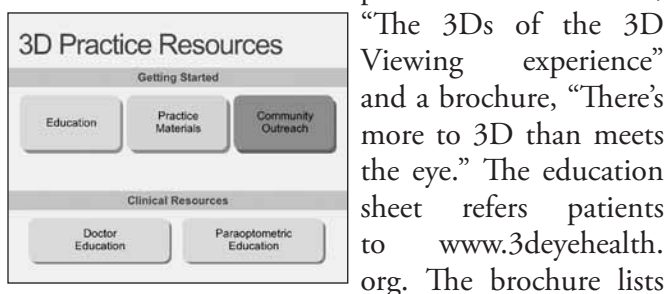 3D Practice Resources
Getting Started
Education
Practice
Materials
Community
Outreach
Clinical Resources
Doctor
Education
Paraoptometric
Education
“The 3Ds of the 3D
Viewing experience”
and a brochure, “There’s
more to 3D than meets
the eye.” The education
sheet refers patients
to www.3deyehealth.
org. The brochure lists